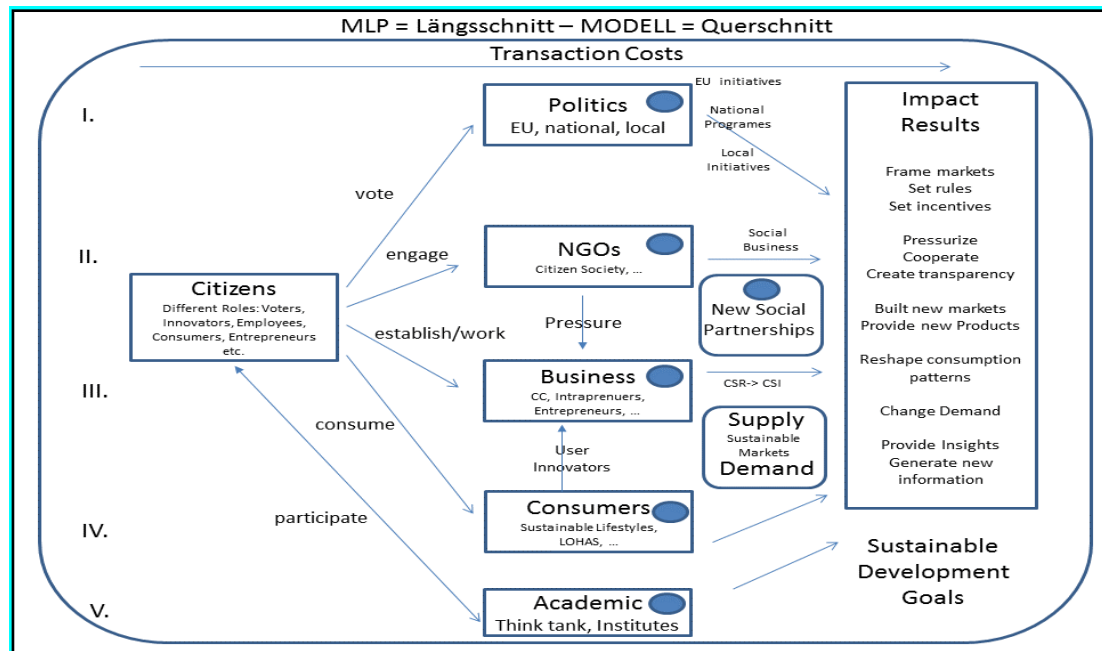 MLP = Längsschnitt – MODELL = Querschnitt
Transaction Costs
I.
Politics
EU, national, local
EU initiatives
National
Programes
Local
Initiatives
vote
II.
engage
NGOs
Citizen Society, ...
Social
Business
Citizens
Different Roles: Voters,
Innovators, Employees,
Consumers, Entrepreneurs
etc.
Pressure
New Social
Partnerships
establish/work
III.
Business
CC, Intraprenuers,
Entrepreneurs, ...
CSR-> CSI
consume
User
Innovators
Supply
Sustainable
Markets
Demand
participate
IV.
Consumers
Sustainable Lifestyles,
LOHAS, ...
V.
Academic
Think tank, Institutes
Impact
Results
Frame markets
Set rules
Set incentives
Pressurize
Cooperate
Create transparency
Built new markets
Provide new Products
Reshape consumption
patterns
Change Demand
Provide Insights
Generate new
information
Sustainable
Development
Goals